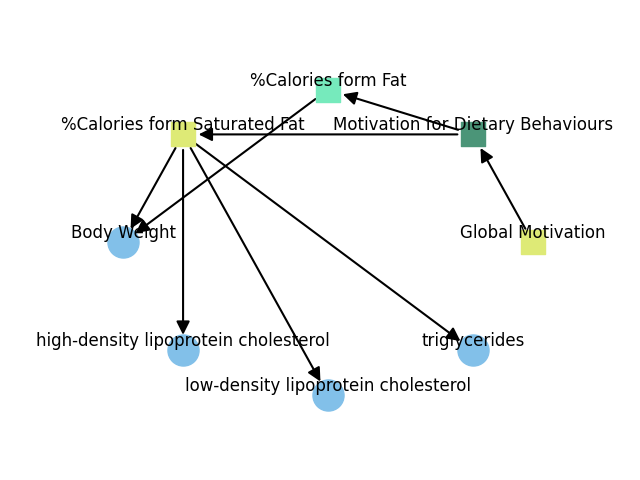 %Calories form Fat
%Calories form Saturated Fat
Motivation for Dietary Behaviours
Body Weight
Global Motivation
high-density lipoprotein cholesterol
triglycerides
low-density lipoprotein cholesterol